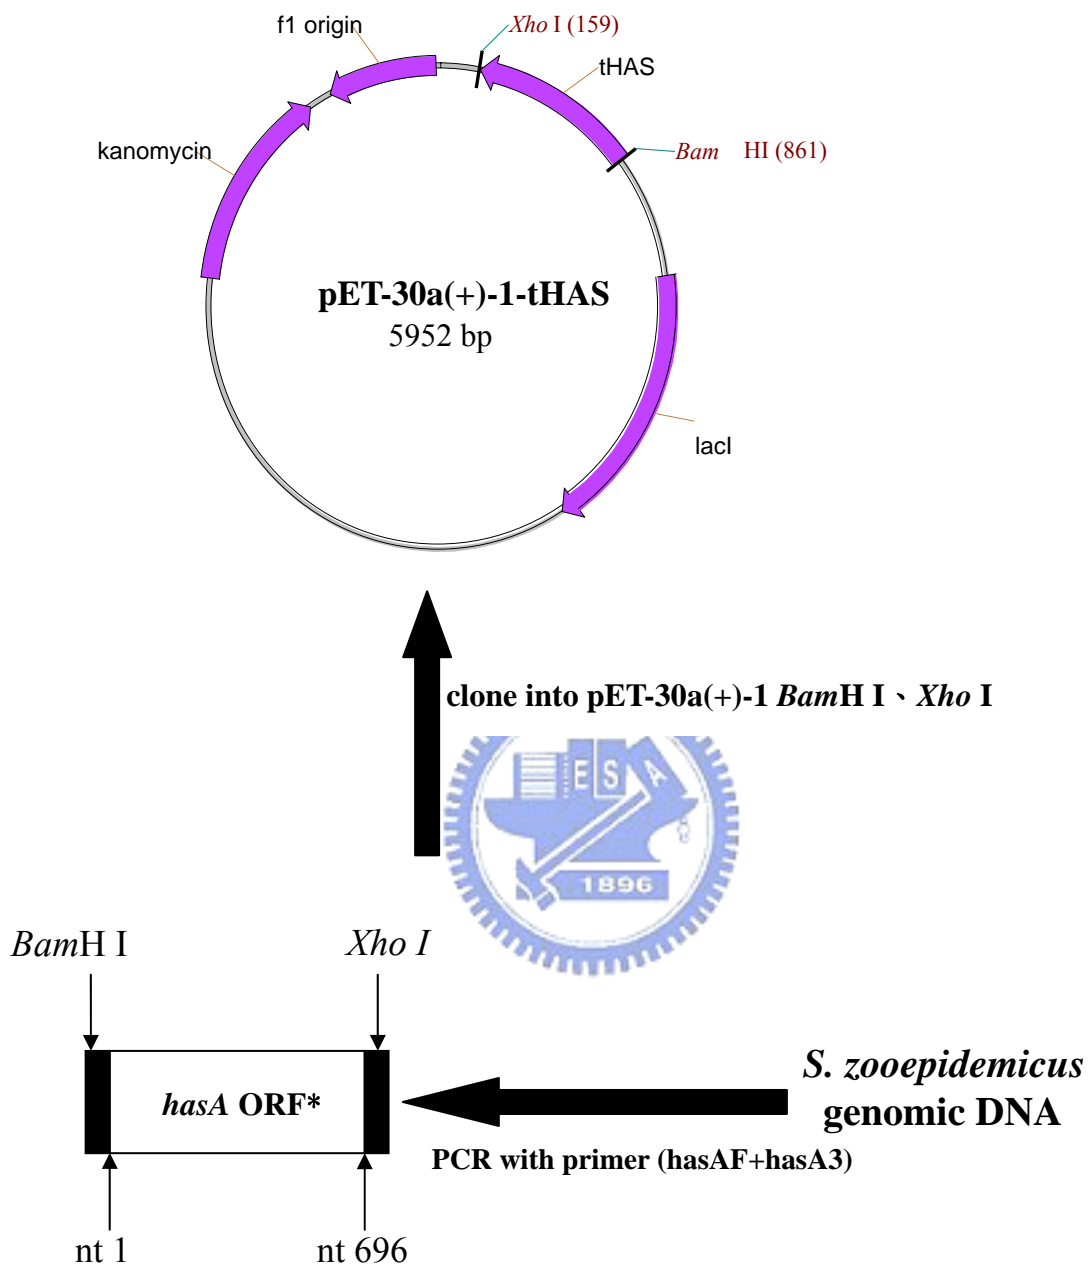 f1 origin
Xho I (159)
tHAS
kanomycin
Bam HI (861)
pET-30a(+)-1-tHAS
5952 bp
lacI
clone into pET-30a(+)-1 BamH I、Xho I
E S A
1896
BamH I
Xho I
hasA ORF*
S. zooepidemicus
genomic DNA
PCR with primer (hasAF+hasA3)
nt 1
nt 696